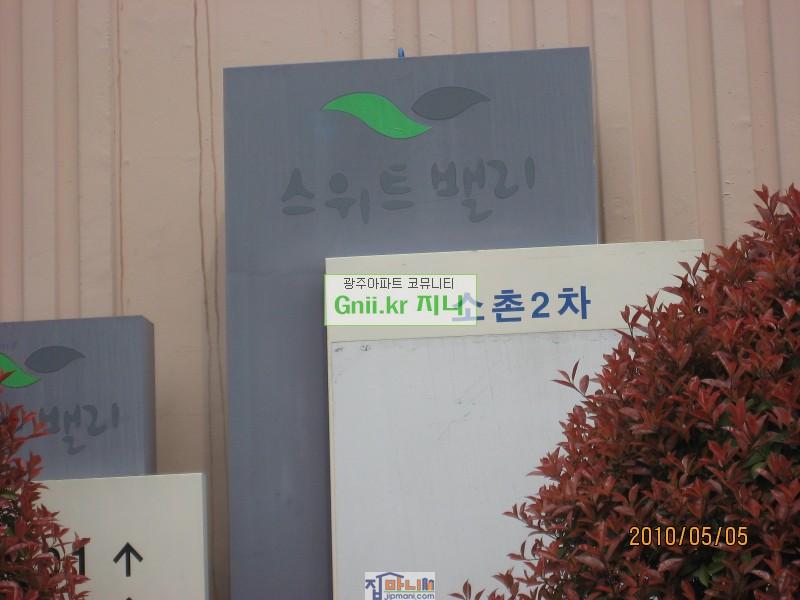 스위트밸리
광주아파트 코뮤니티
Gnii.kr 지니
소촌2차
밸리
01 ↑
2010/05/05
집마니
jipmani.com